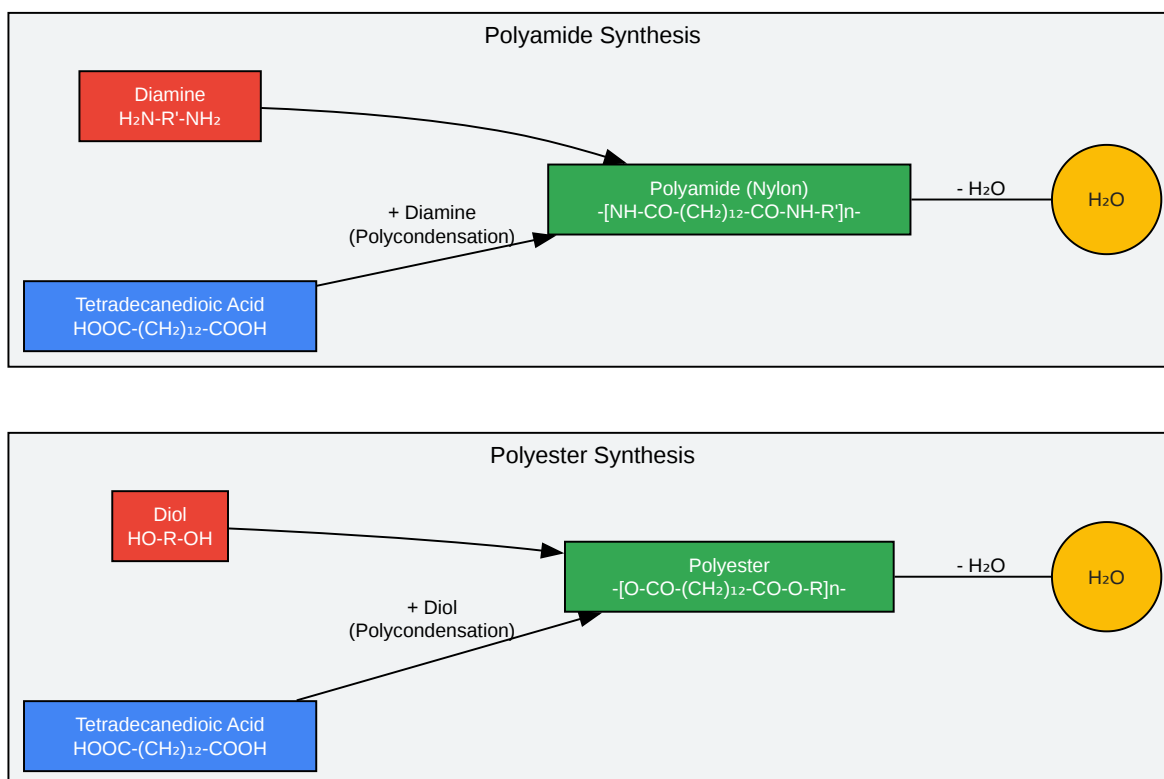 Polyamide Synthesis
Diamine
H₂N-R'-NH₂
+ Diamine
(Polycondensation)
Tetradecanedioic Acid
HOOC-(CH₂)₁₂-COOH
Polyamide (Nylon)
-[NH-CO-(CH₂)₁₂-CO-NH-R']n-
- H₂O
H₂O
Polyester Synthesis
Diol
HO-R-OH
+ Diol
(Polycondensation)
Tetradecanedioic Acid
HOOC-(CH₂)₁₂-COOH
Polyester
-[O-CO-(CH₂)₁₂-CO-O-R]n-
- H₂O
H₂O